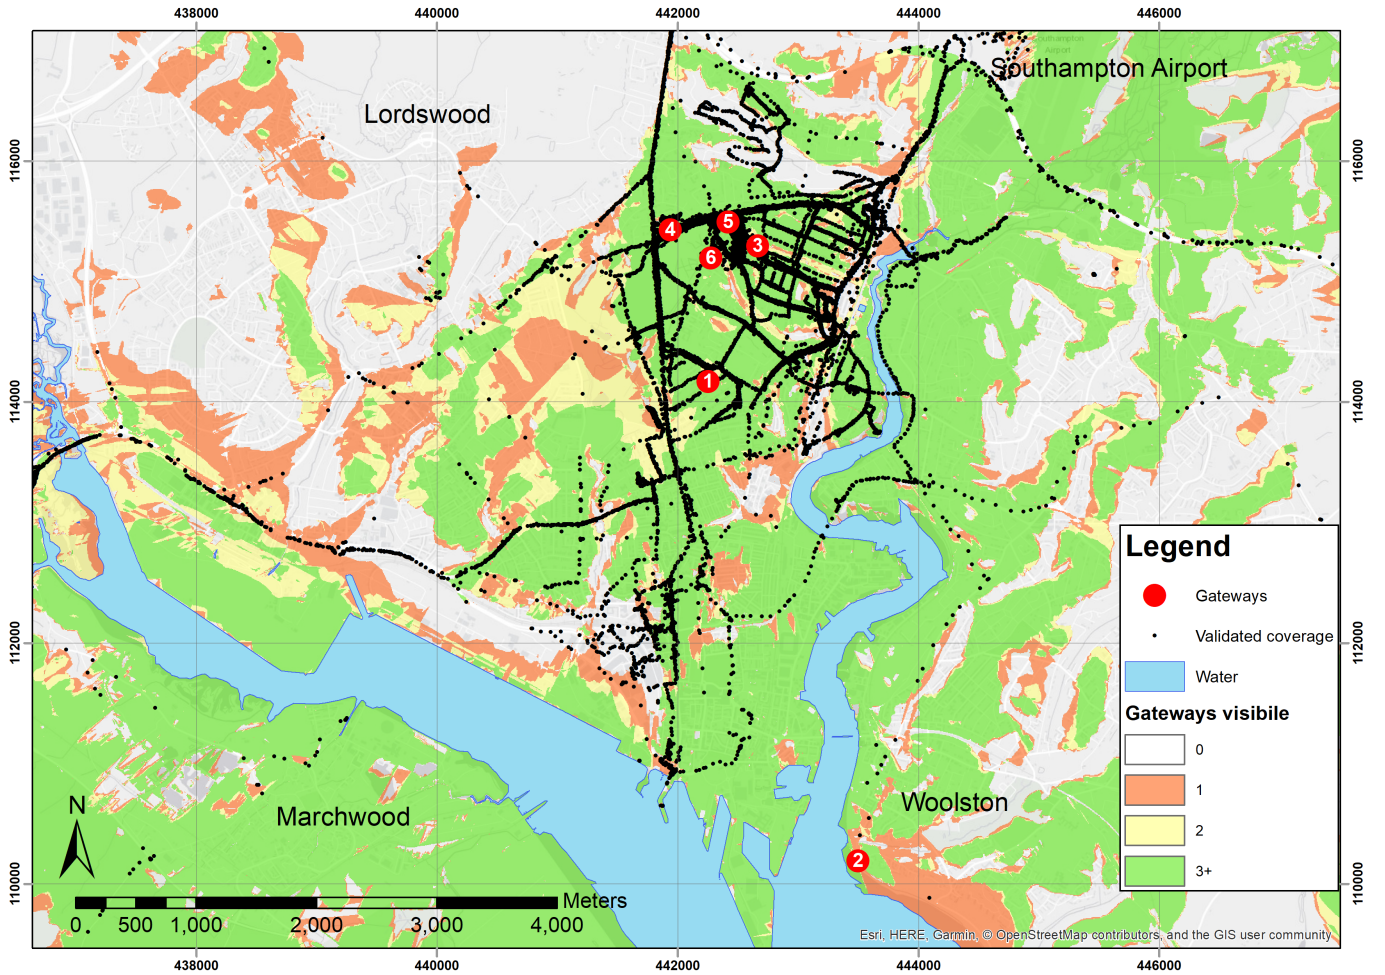 438000 440000 442000 444000 446000
Southampton
Airport
Southampton Airport
Lordswood
116000 116000
5
4
3
6
1
114000 114000
Legend
Gateways
Validated coverage
112000 112000
Water
Gateways visibile
0
1
2
3+
N
Marchwood
Woolston
2
110000 110000
Meters
0 500 1,000 2,000 3,000 4,000
Esri, HERE, Garmin, © OpenStreetMap contributors, and the GIS user community
438000 440000 442000 444000 446000